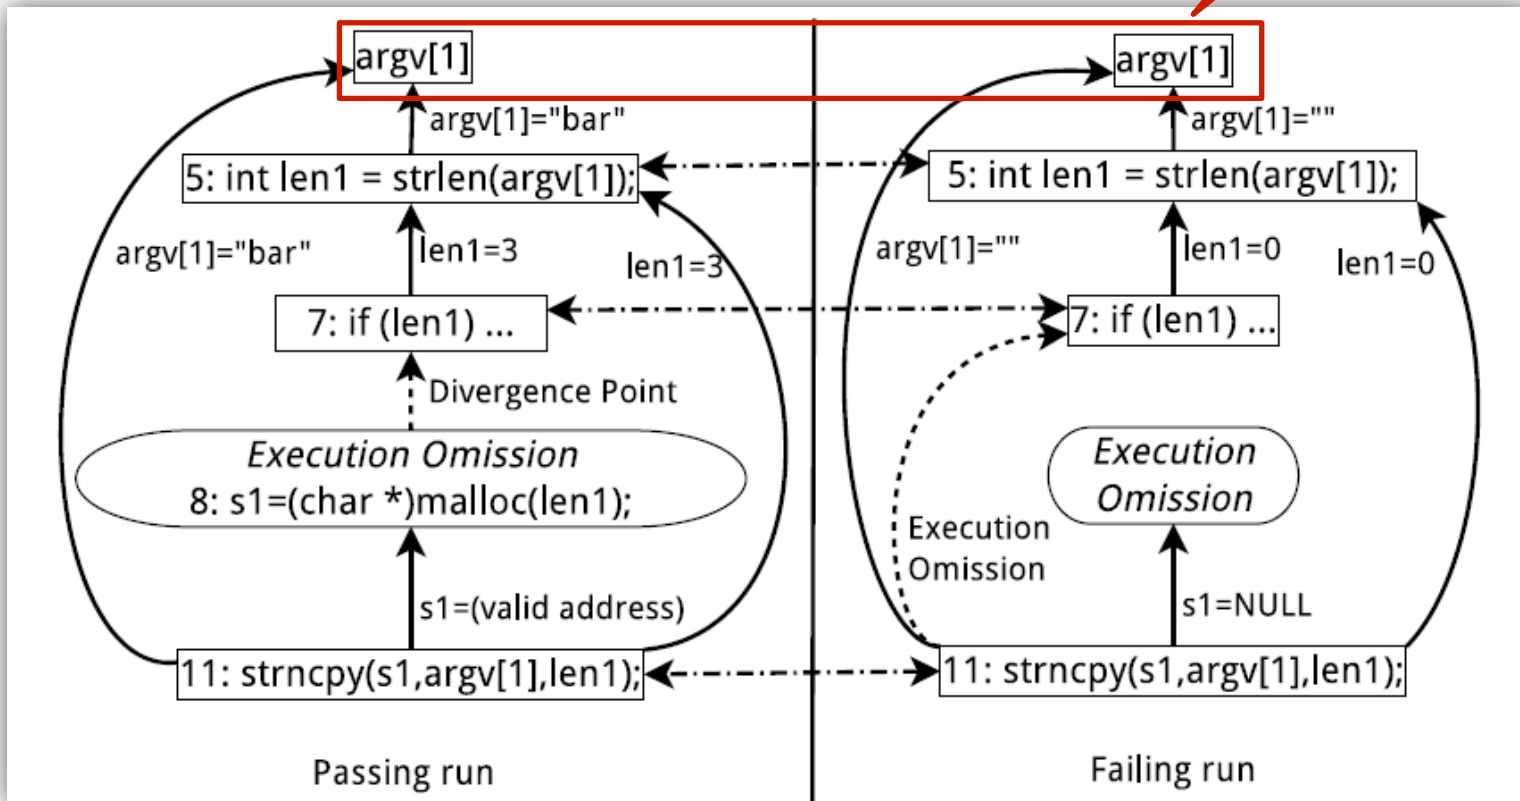 argv[1]
argv[1]="bar"
5: int len1 = strlen(argv[1]);
argv[1]="bar"
len1=3
len1=3
7: if (len1) ...
Divergence Point
Execution Omission
8: s1=(char *)malloc(len1);
s1=(valid address)
11: strncpy(s1,argv[1],len1);
Passing run
argv[1]
argv[1]=""
5: int len1 = strlen(argv[1]);
argv[1]=""
len1=0
len1=0
7: if (len1) ...
Execution
Omission
Execution
Omission
s1=NULL
11: strncpy(s1,argv[1],len1);
Failing run